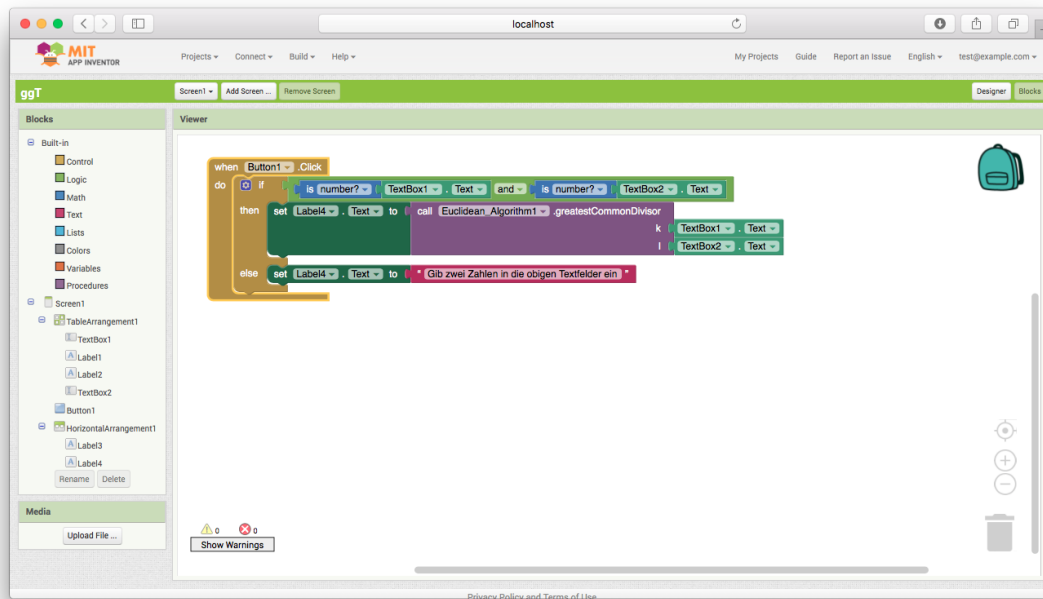 localhost
MIT
APP INVENTOR
Projects Connect Build Help
My Projects Guide Report an Issue English test@example.com
ggT
Screen1 Add Screen ... Remove Screen
Designer Blocks
Blocks
Viewer
Built-in
Control
Logic
Math
Text
Lists
Colors
Variables
Procedures
Screen1
TableArrangement1
TextBox1
Label1
Label2
TextBox2
Button1
HorizontalArrangement1
Label3
Label4
Rename Delete
Media
Upload File ...
when Button1 .Click
do if is number? TextBox1 . Text and is number? TextBox2 . Text
then set Label4 . Text to call Euclidean_Algorithm1 .greatestCommonDivisor
k TextBox1 . Text
l TextBox2 . Text
else set Label4 . Text to " Gib zwei Zahlen in die obigen Textfelder ein "
0 0
Show Warnings
Privacy Policy and Terms of Use